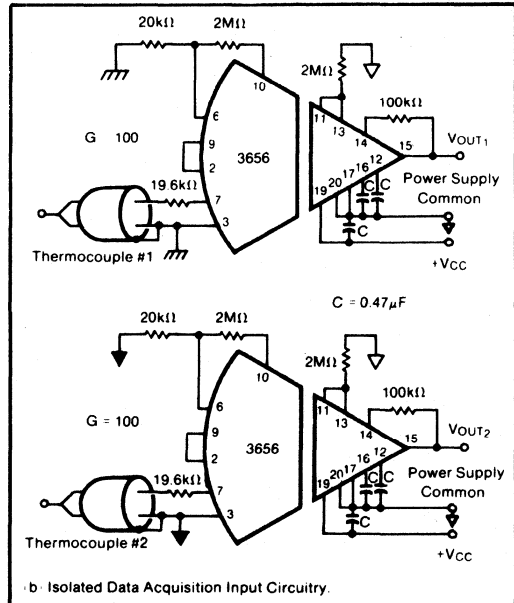 20kΩ
2MΩ
10
2MΩ
6
11
13
100kΩ
G 100
9
14
15
VOUT1
3656
2
12
16
17
20
19
C
C
19.6kΩ
7
Power Supply
Common
3
C
Thermocouple #1
+VCC
C = 0.47μF
20kΩ
2MΩ
10
2MΩ
6
11
13
100kΩ
G = 100
9
14
15
VOUT2
3656
2
12
16
17
20
19
C
C
19.6kΩ
7
Power Supply
Common
3
C
Thermocouple #2
+VCC
b) Isolated Data Acquisition Input Circuitry.